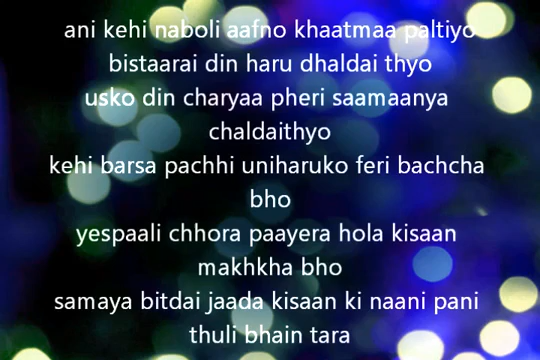 ani kehi naboli aafno khaatmaa paltiyo
bistaarai din haru dhaldai thyo
usko din charyaa pheri saamaanya
chaldaithyo
kehi barsa pachhi uniharuko feri bachcha
bho
yespaali chhora paayera hola kisaan
makhkha bho
samaya bitdai jaada kisaan ki naani pani
thuli bhain tara